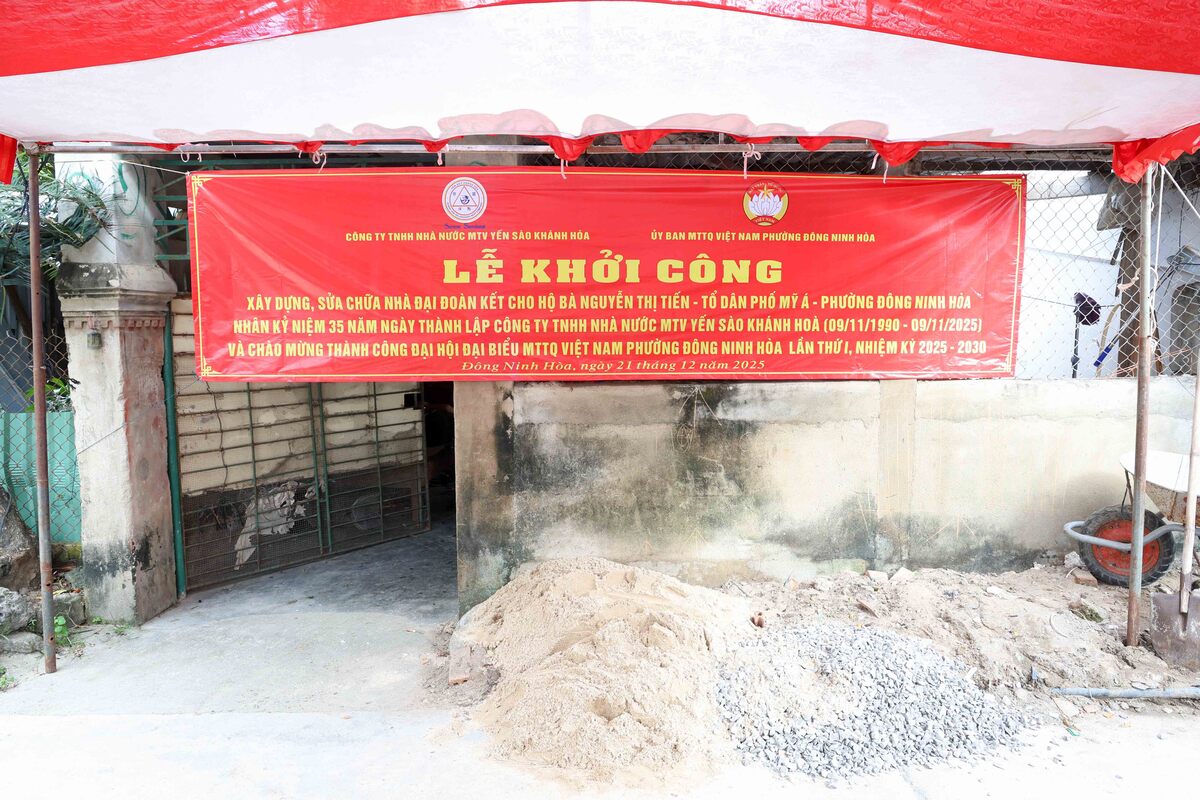 CÔNG TY TNHH NHÀ NƯỚC MTV YẾN SÀO KHÁNH HÒA
ỦY BAN MTTQ VIỆT NAM PHƯỜNG ĐÔNG NINH HÒA
LỄ KHỞI CÔNG
XÂY DỰNG, SỬA CHỮA NHÀ ĐẠI ĐOÀN KẾT CHO HỘ BÀ NGUYỄN THỊ TIẾN - TỔ DÂN PHỐ MỸ Á - PHƯỜNG ĐÔNG NINH HÒA
NHÂN KỶ NIỆM 35 NĂM NGÀY THÀNH LẬP CÔNG TY TNHH NHÀ NƯỚC MTV YẾN SÀO KHÁNH HOÀ (09/11/1990 - 09/11/2025)
VÀ CHÀO MỪNG THÀNH CÔNG ĐẠI HỘI ĐẠI BIỂU MTTQ VIỆT NAM PHƯỜNG ĐÔNG NINH HÒA LẦN THỨ I, NHIỆM KỲ 2025 - 2030
Đông Ninh Hòa, ngày 21 tháng 12 năm 2025